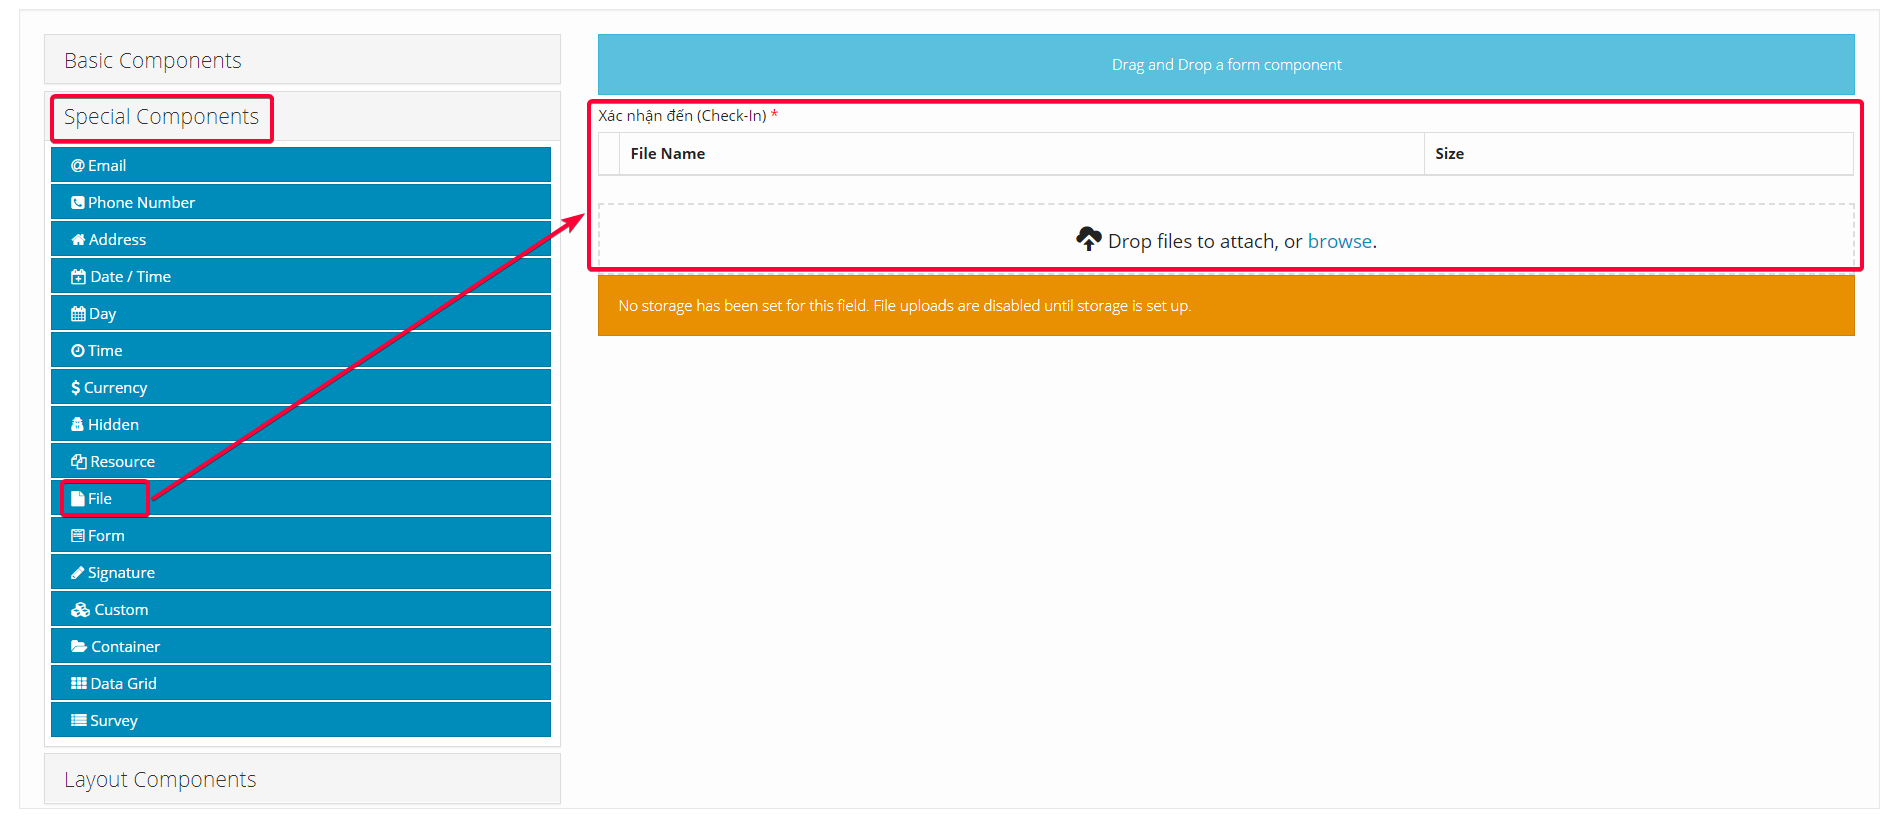 Basic Components
Special Components
Email
Phone Number
Address
Date / Time
Day
Time
Currency
Hidden
Resource
File
Form
Signature
Custom
Container
Data Grid
Survey
Layout Components
Drag and Drop a form component
Xác nhận đến (Check-In) *
File Name Size
Drop files to attach, or browse.
No storage has been set for this field. File uploads are disabled until storage is set up.